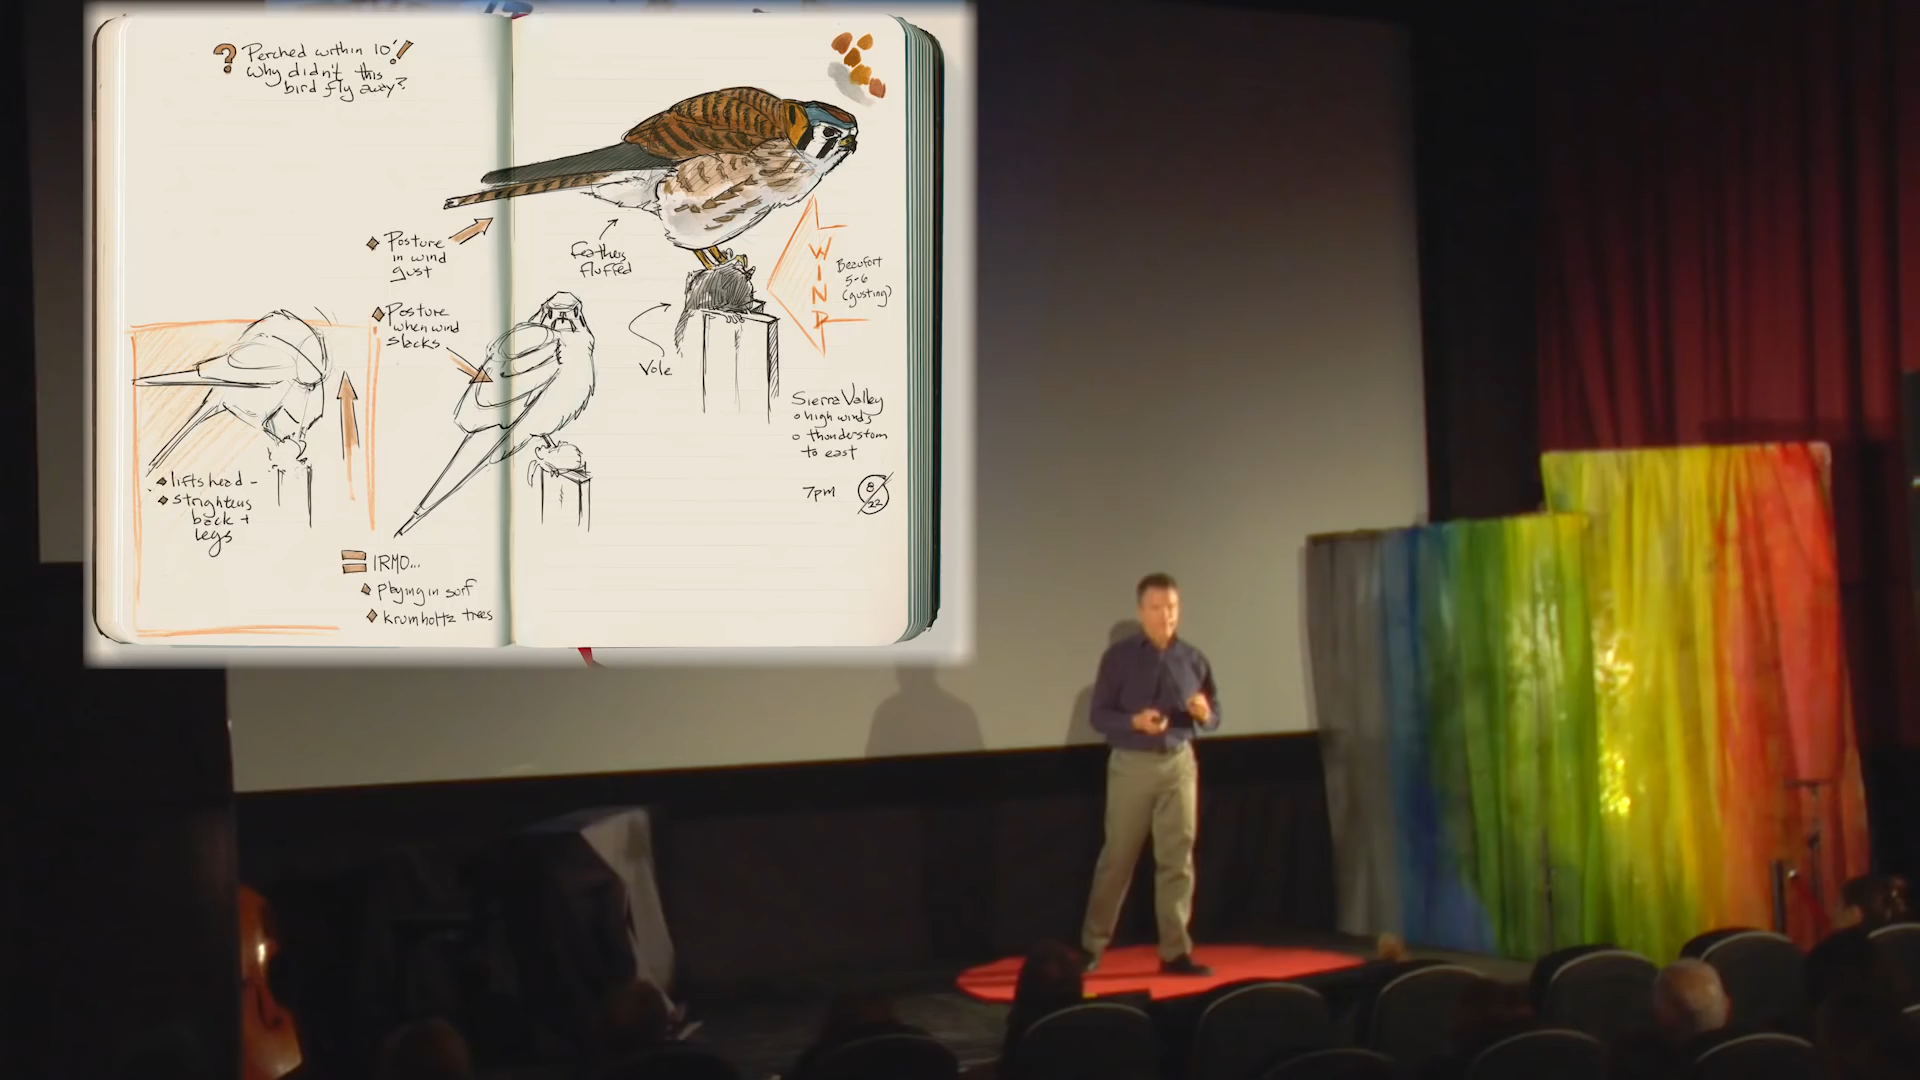 ? Perched within 10'!
Why didn't this
bird fly away?
Posture
in wind
gust
Feathers
fluffed
WIND
Beaufort
5-6
(gusting)
Posture
when wind
slacks
Vole
Sierra Valley
high winds
thunderstom
to east
7pm
8/22
lifts head -
strightens
back +
legs
= IRMO...
playing in surf
krumholtz trees